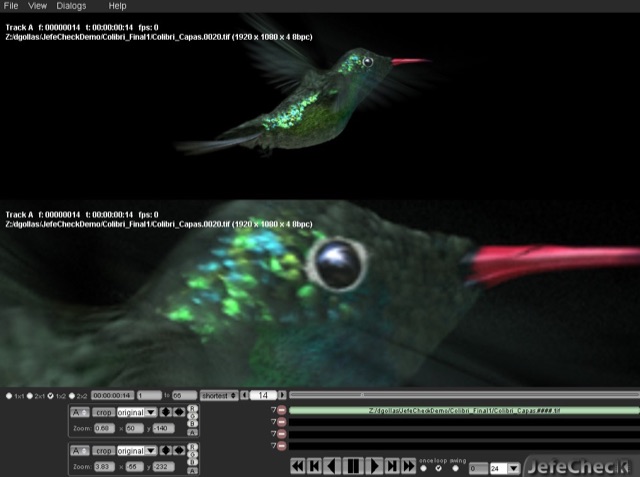 File View Dialogs Help
Track A f: 00000014 t: 00:00:00:14 fps: 0
Z:/dgollas/JefeCheckDemo/Colibri_Final1/Colibri_Capas.0020.tif (1920 x 1080 x 4 8bpc)
Track A f: 00000014 t: 00:00:00:14 fps: 0
Z:/dgollas/JefeCheckDemo/Colibri_Final1/Colibri_Capas.0020.tif (1920 x 1080 x 4 8bpc)
1x1 2x1 1x2 2x2 00:00:00:14 1 to 66 shortest 14
A crop original R G B A
Z:/dgollas/JefeCheckDemo/Colibri_Final1/Colibri_Capas.####.tif
Zoom: 0.60 x 50 y -140
A crop original R G B A
Zoom: 3.83 x -66 y -232
once loop swing
0 24
JefeCheck